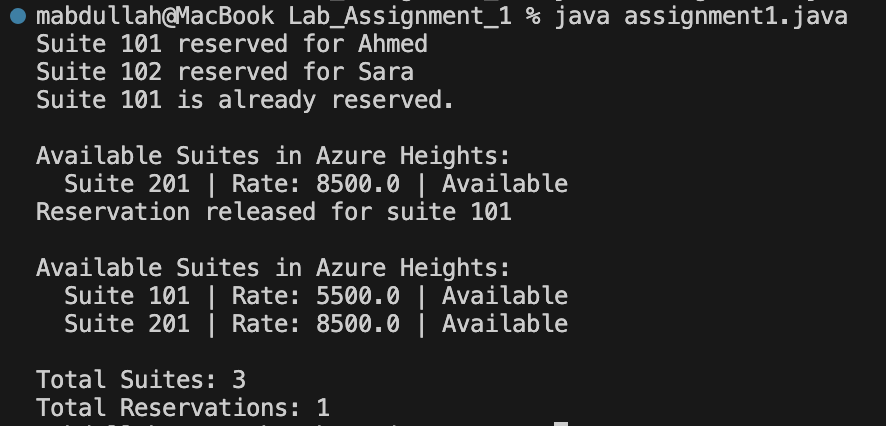 mabdullah@MacBook Lab_Assignment_1 % java assignment1.java
Suite 101 reserved for Ahmed
Suite 102 reserved for Sara
Suite 101 is already reserved.
Available Suites in Azure Heights:
Suite 201 | Rate: 8500.0 | Available
Reservation released for suite 101
Available Suites in Azure Heights:
Suite 101 | Rate: 5500.0 | Available
Suite 201 | Rate: 8500.0 | Available
Total Suites: 3
Total Reservations: 1